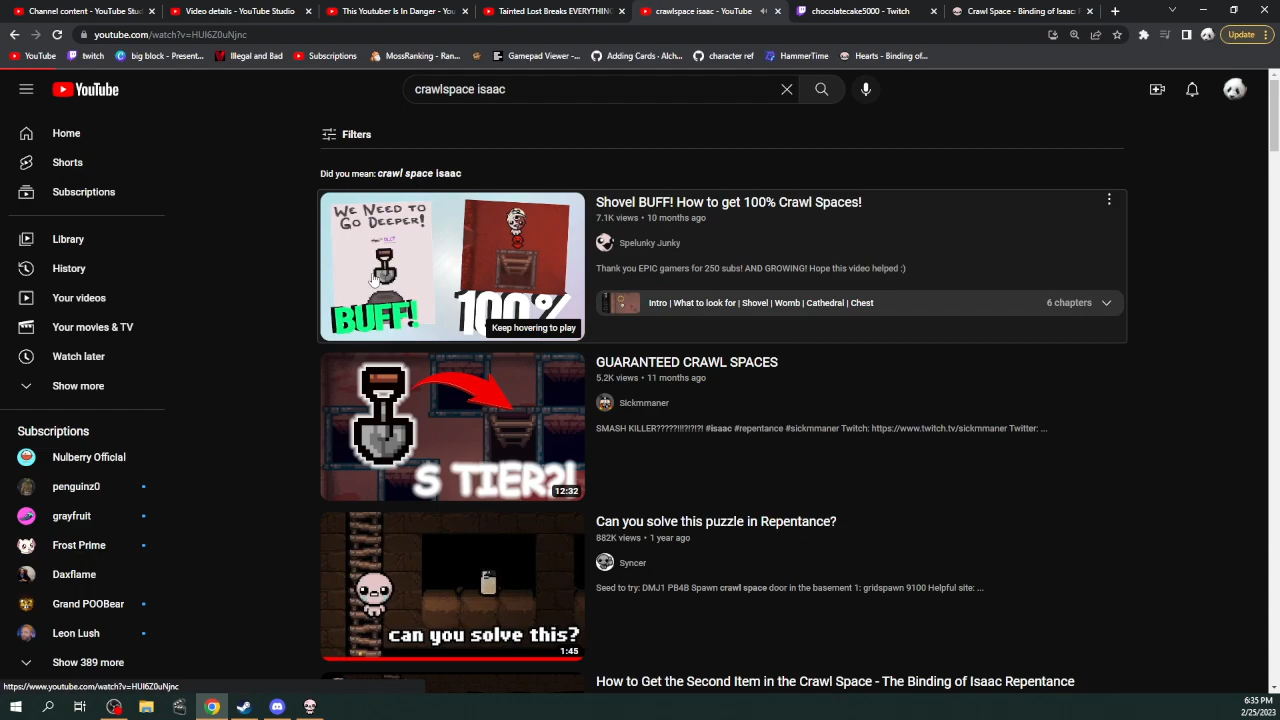 Channel content - YouTube Stud
Video details - YouTube Studio
This Youtuber Is In Danger - You
Tainted Lost Breaks EVERYTHING
crawlspace isaac - YouTube
chocolatecake5000 - Twitch
Crawl Space - Binding of Isaac: F
youtube.com/watch?v=HUI6Z0uNjnc
Update
YouTube
twitch
big block - Present...
Illegal and Bad
Subscriptions
MossRanking - Ran...
Gamepad Viewer -...
Adding Cards · Alch...
character ref
HammerTime
Hearts - Binding of...
YouTube
crawlspace isaac
Home
Shorts
Subscriptions
Library
History
Your videos
Your movies & TV
Watch later
Show more
Subscriptions
Nulberry Official
penguinz0
grayfruit
Frost Prime
Daxflame
Grand POOBear
Leon Lush
Show 389 more
Filters
Did you mean: crawl space isaac
WE NEED TO
GO DEEPER!
BUFF!
100%
Keep hovering to play
Shovel BUFF! How to get 100% Crawl Spaces!
7.1K views • 10 months ago
Spelunky Junky
Thank you EPIC gamers for 250 subs! AND GROWING! Hope this video helped :)
Intro | What to look for | Shovel | Womb | Cathedral | Chest
6 chapters
S TIER?!
12:32
GUARANTEED CRAWL SPACES
5.2K views • 11 months ago
Sickmmaner
SMASH KILLER?????!!!?!?!?! #isaac #repentance #sickmmaner Twitch: https://www.twitch.tv/sickmmaner Twitter: ...
can you solve this?
1:45
Can you solve this puzzle in Repentance?
882K views • 1 year ago
Syncer
Seed to try: DMJ1 PB4B Spawn crawl space door in the basement 1: gridspawn 9100 Helpful site: ...
How to Get the Second Item in the Crawl Space - The Binding of Isaac Repentance
https://www.youtube.com/watch?v=HUI6Z0uNjnc
6:35 PM
2/25/2023